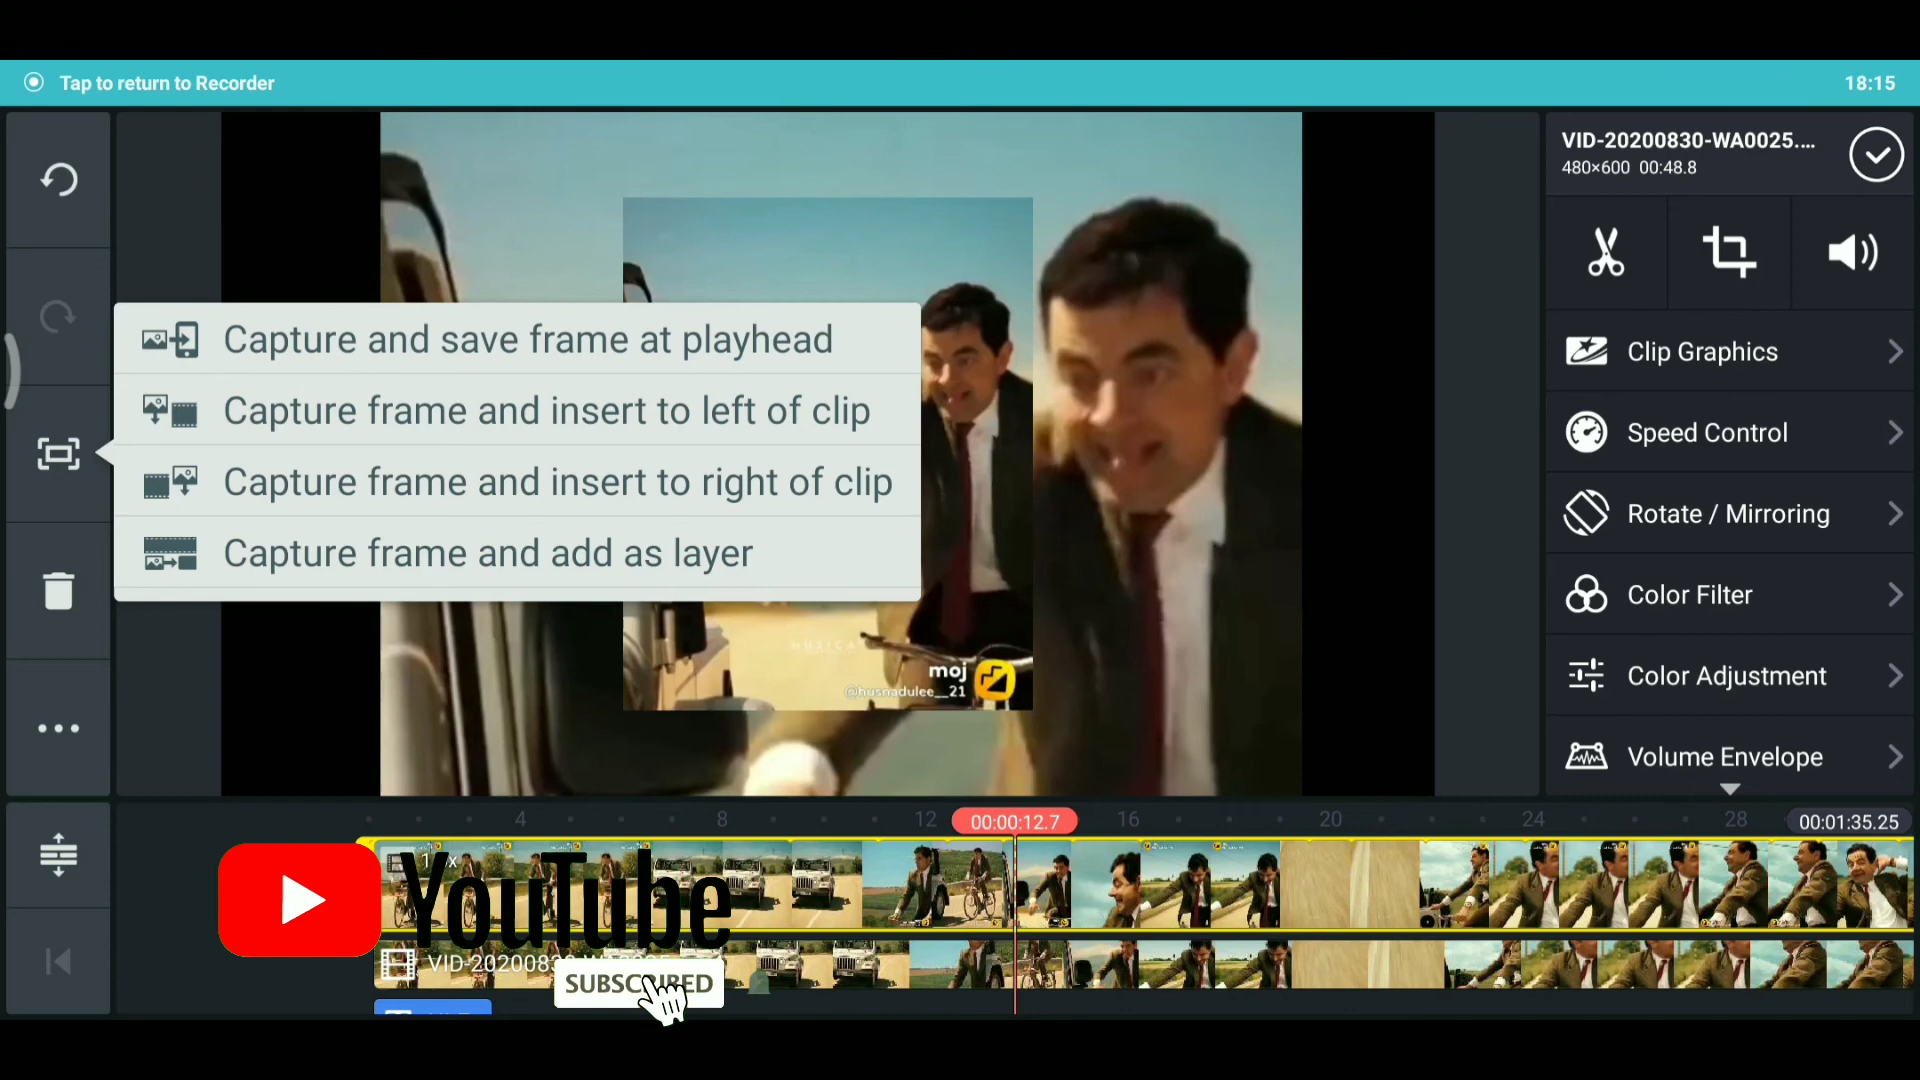 Tap to return to Recorder
18:15
VID-20200830-WA0025....
480×600 00:48.8
Capture and save frame at playhead
Capture frame and insert to left of clip
Capture frame and insert to right of clip
Capture frame and add as layer
Clip Graphics
Speed Control
Rotate / Mirroring
Color Filter
Color Adjustment
Volume Envelope
MUSICA
moj
@husnadulee__21
4 8 12 00:00:12.7 16 20 24 28 00:01:35.25
YouTube
SUBSCRIBED